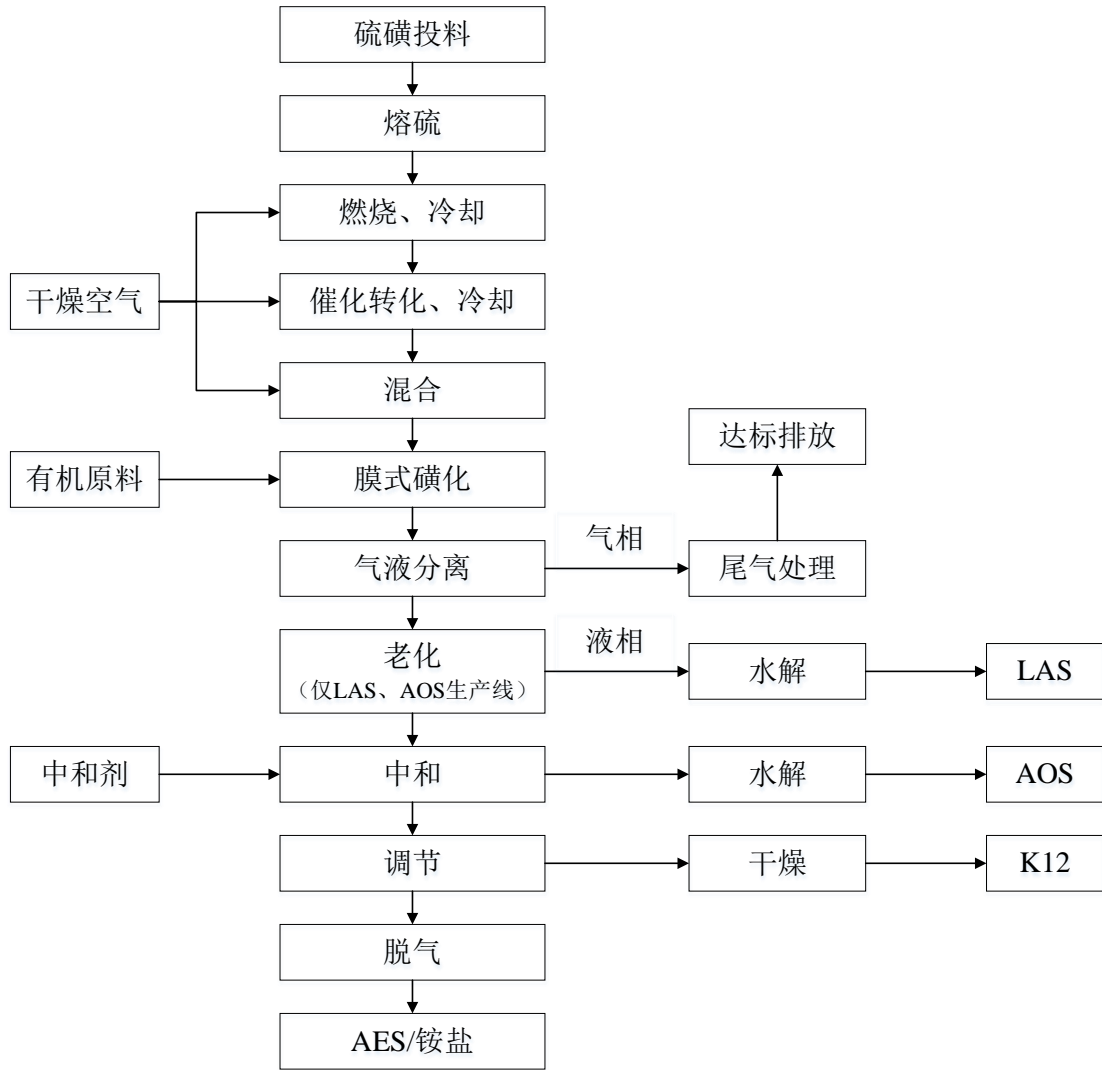 硫磺投料
熔硫
燃烧、冷却
干燥空气
催化转化、冷却
混合
达标排放
有机原料
膜式磺化
气相
气液分离
尾气处理
液相
老化
（仅LAS、AOS生产线）
水解
LAS
中和剂
中和
水解
AOS
调节
干燥
K12
脱气
AES/铵盐